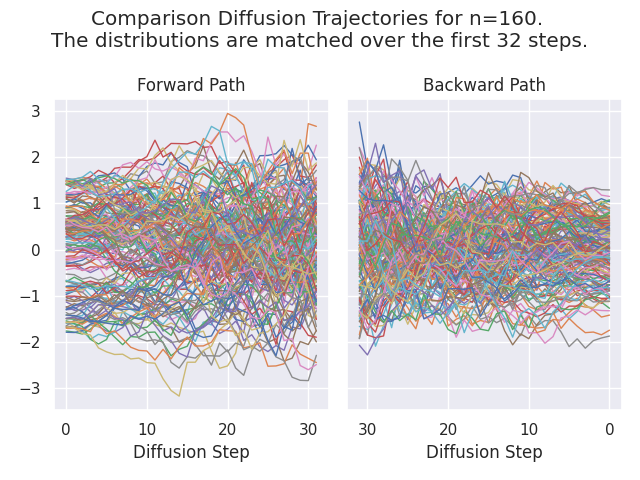 Comparison Diffusion Trajectories for n=160.
The distributions are matched over the first 32 steps.
Forward Path
Backward Path
3
2
1
0
−1
−2
−3
0 10 20 30
30 20 10 0
Diffusion Step
Diffusion Step